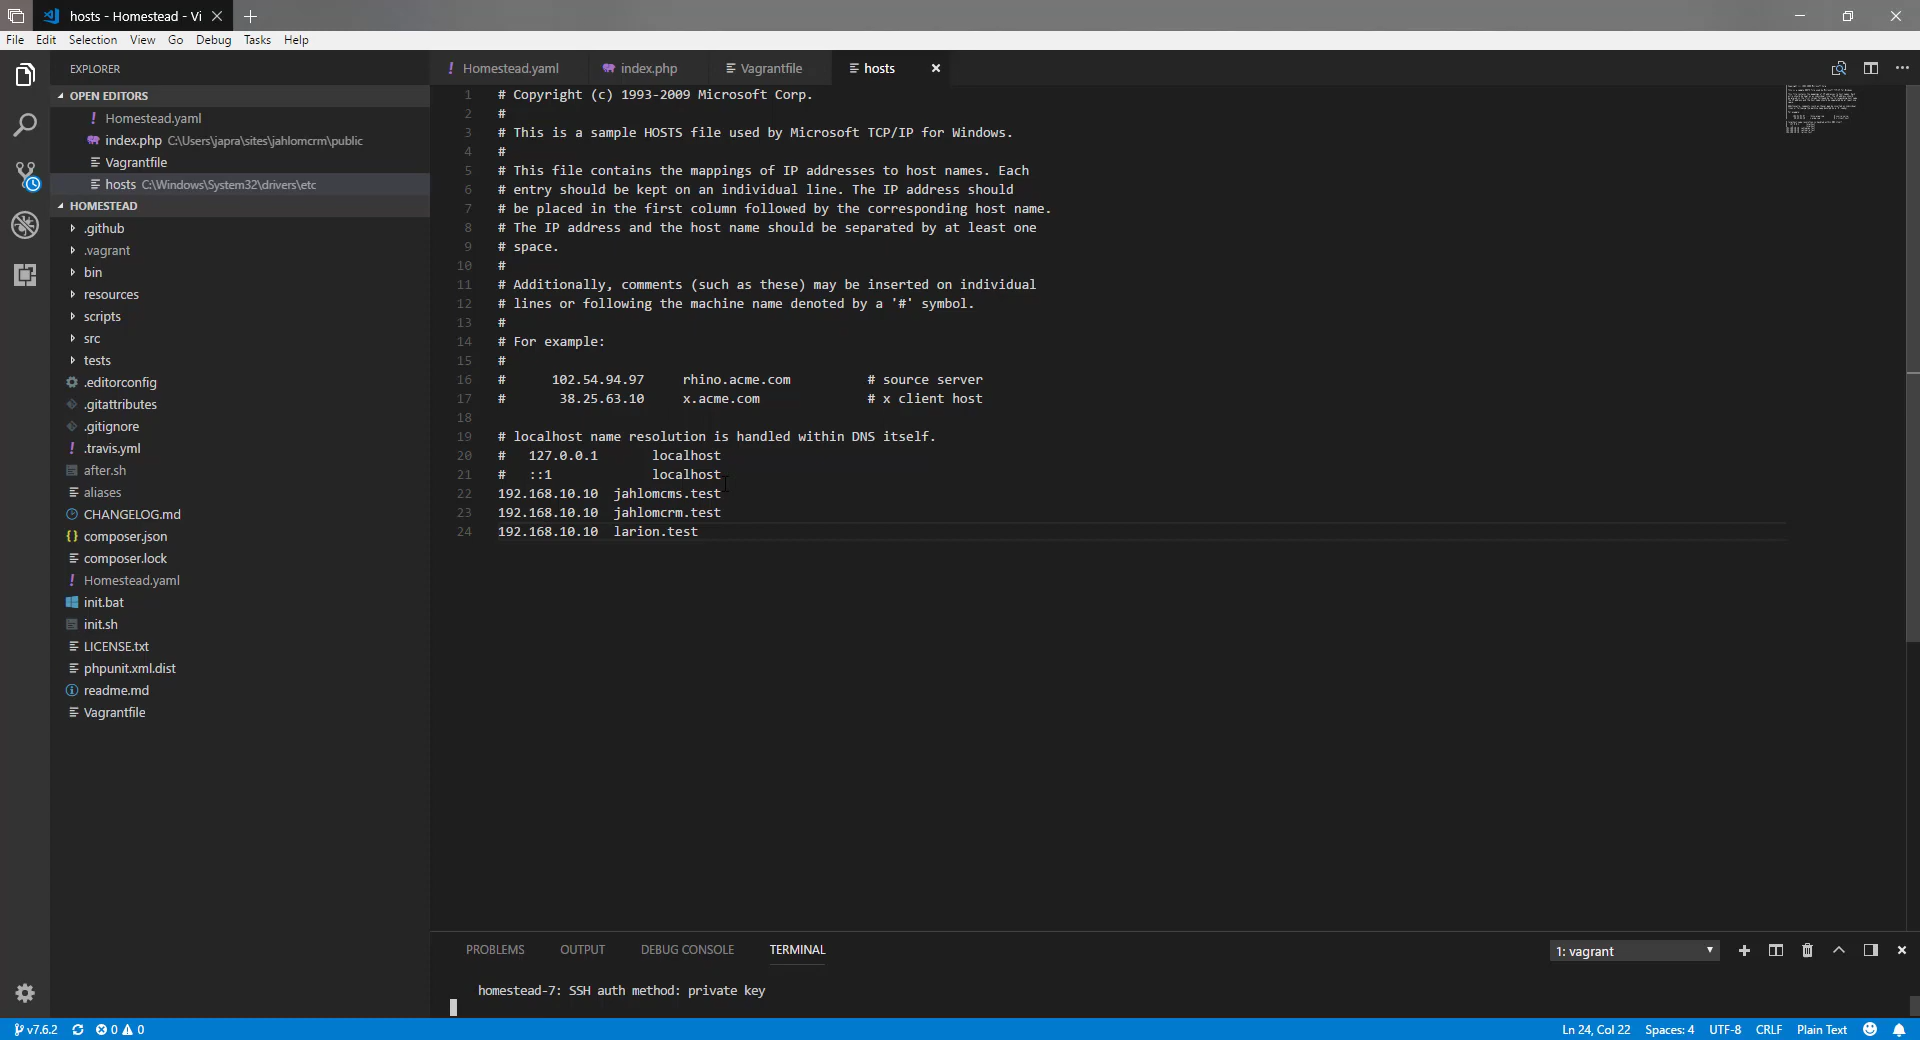 hosts - Homestead - Vi
File Edit Selection View Go Debug Tasks Help
EXPLORER
OPEN EDITORS
Homestead.yaml
index.php C:\Users\japra\sites\jahlomcrm\public
Vagrantfile
hosts C:\Windows\System32\drivers\etc
HOMESTEAD
.github
.vagrant
bin
resources
scripts
src
tests
.editorconfig
.gitattributes
.gitignore
.travis.yml
after.sh
aliases
CHANGELOG.md
composer.json
composer.lock
Homestead.yaml
init.bat
init.sh
LICENSE.txt
phpunit.xml.dist
readme.md
Vagrantfile
Homestead.yaml index.php Vagrantfile hosts
1 # Copyright (c) 1993-2009 Microsoft Corp.
2 #
3 # This is a sample HOSTS file used by Microsoft TCP/IP for Windows.
4 #
5 # This file contains the mappings of IP addresses to host names. Each
6 # entry should be kept on an individual line. The IP address should
7 # be placed in the first column followed by the corresponding host name.
8 # The IP address and the host name should be separated by at least one
9 # space.
10 #
11 # Additionally, comments (such as these) may be inserted on individual
12 # lines or following the machine name denoted by a '#' symbol.
13 #
14 # For example:
15 #
16 #      102.54.94.97     rhino.acme.com          # source server
17 #       38.25.63.10     x.acme.com              # x client host
18
19 # localhost name resolution is handled within DNS itself.
20 #   127.0.0.1       localhost
21 #   ::1             localhost
22 192.168.10.10  jahlomcms.test
23 192.168.10.10  jahlomcrm.test
24 192.168.10.10  larion.test
PROBLEMS OUTPUT DEBUG CONSOLE TERMINAL 1: vagrant
homestead-7: SSH auth method: private key
v7.6.2 0 0 Ln 24, Col 22 Spaces: 4 UTF-8 CRLF Plain Text